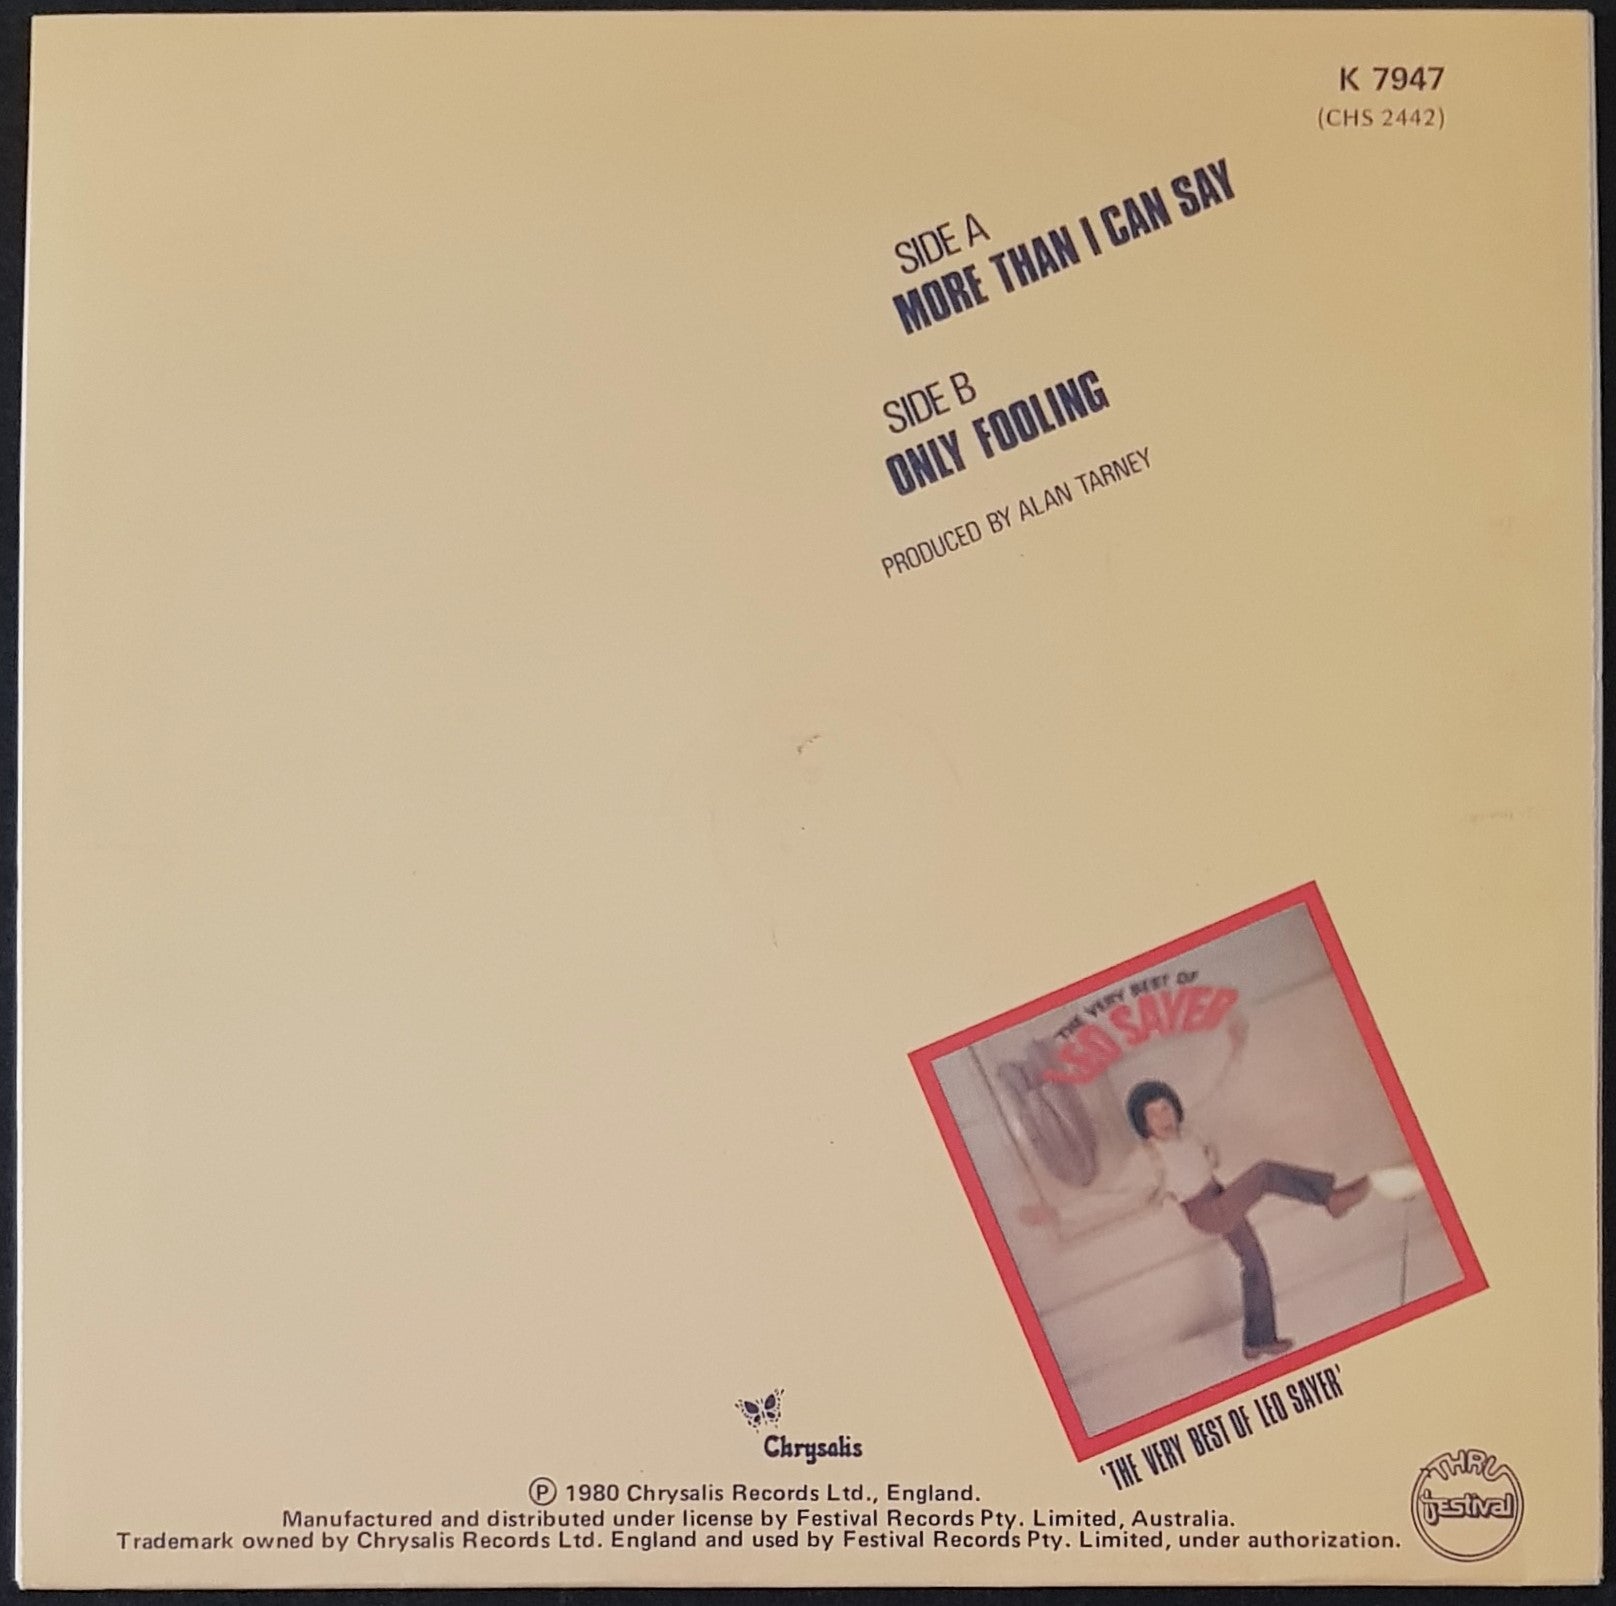 K 7947
(CHS 2442)
SIDE A
MORE THAN I CAN SAY
SIDE B
ONLY FOOLING
PRODUCED BY ALAN TARNEY
THE VERY BEST OF
LEO SAYER
'THE VERY BEST OF LEO SAYER'
Chrysalis
Ⓟ 1980 Chrysalis Records Ltd., England.
Manufactured and distributed under license by Festival Records Pty. Limited, Australia.
Trademark owned by Chrysalis Records Ltd. England and used by Festival Records Pty. Limited, under authorization.
THRU
Festival